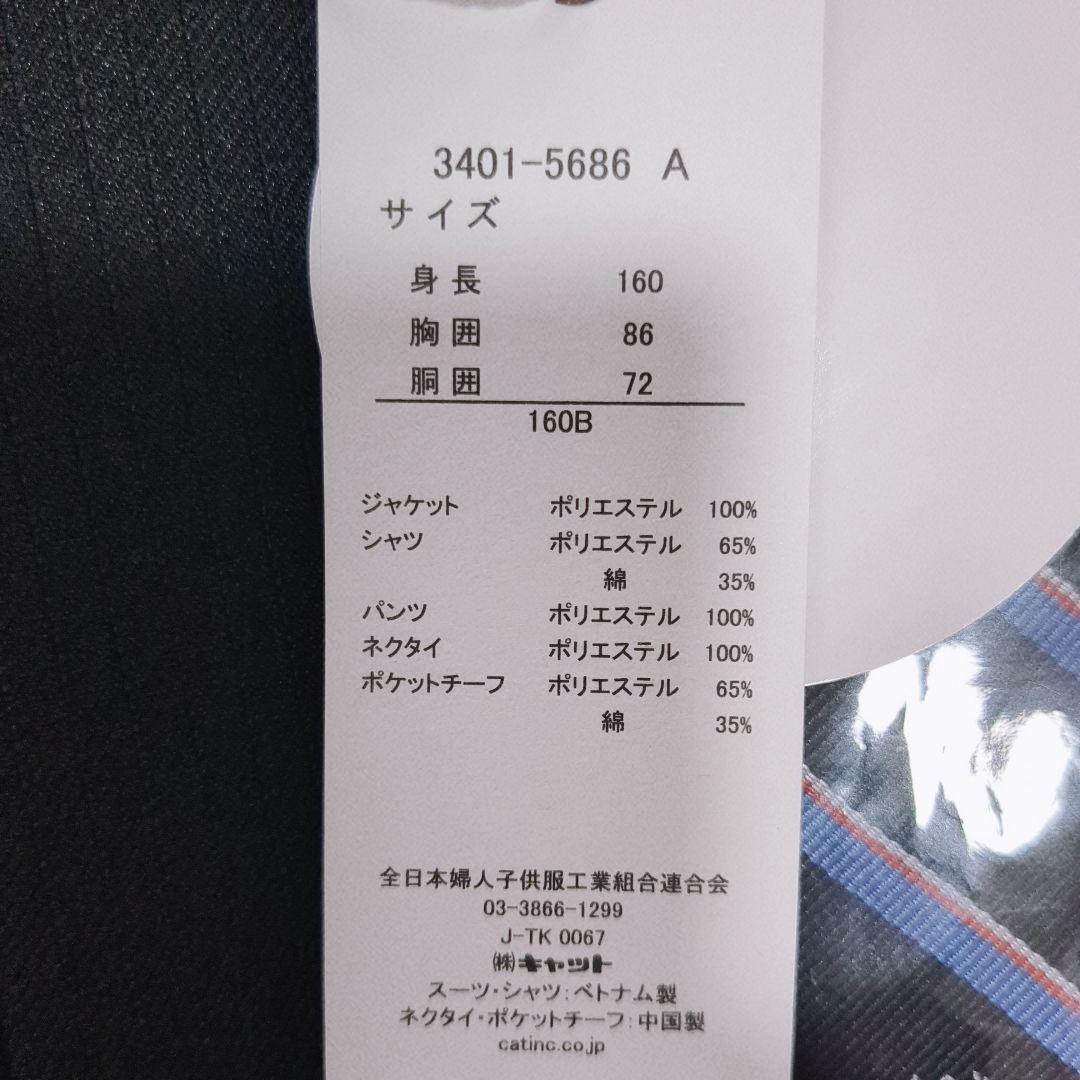 3401-5686 A
サイズ
身長 160
胸囲 86
胴囲 72
160B
ジャケット ポリエステル 100%
シャツ ポリエステル 65%
綿 35%
パンツ ポリエステル 100%
ネクタイ ポリエステル 100%
ポケットチーフ ポリエステル 65%
綿 35%
全日本婦人子供服工業組合連合会
03-3866-1299
J-TK 0067
㈱キャット
スーツ・シャツ:ベトナム製
ネクタイ・ポケットチーフ:中国製
catinc.co.jp